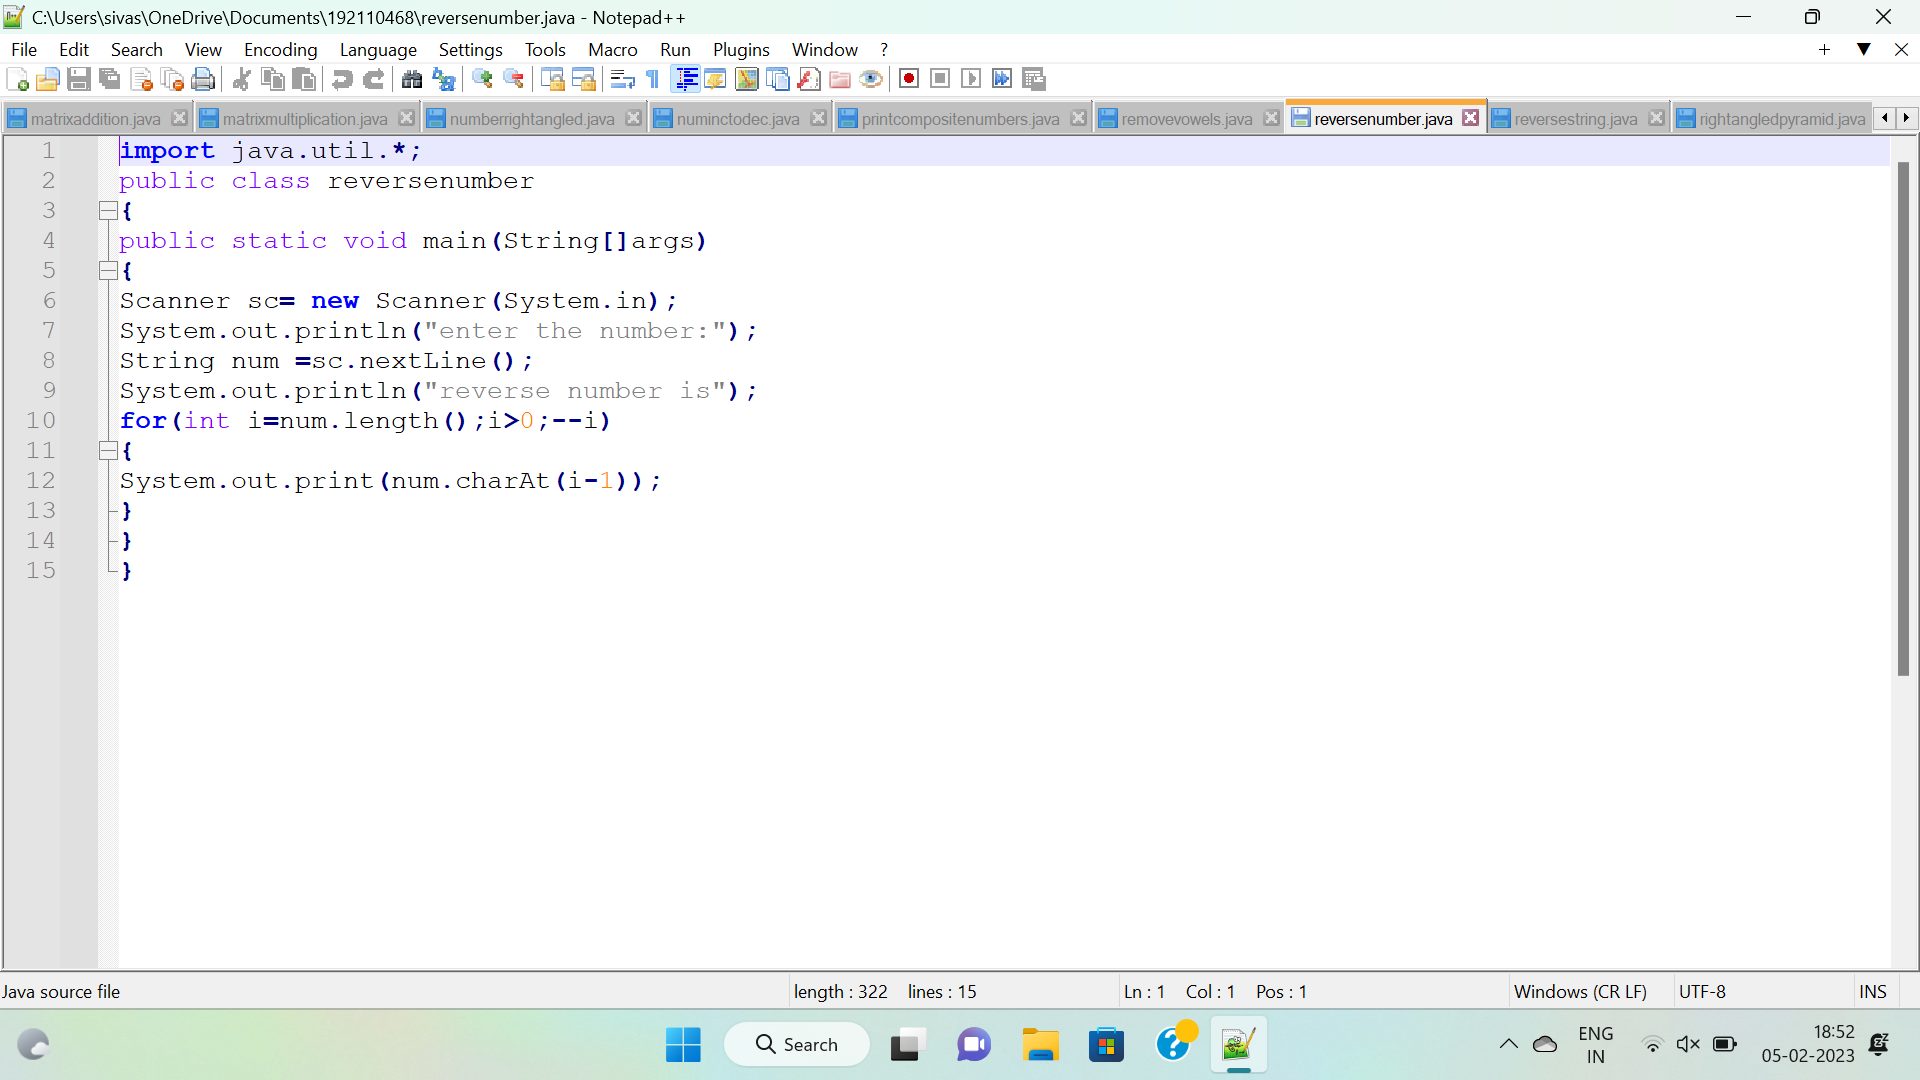 C:\Users\sivas\OneDrive\Documents\192110468\reversenumber.java - Notepad++
File Edit Search View Encoding Language Settings Tools Macro Run Plugins Window ?
matrixaddition.java matrixmultiplication.java numberrightangled.java numinctodec.java printcompositenumbers.java removevowels.java reversenumber.java reversestring.java rightangledpyramid.java
1 import java.util.*;
2 public class reversenumber
3 {
4 public static void main(String[]args)
5 {
6 Scanner sc= new Scanner(System.in);
7 System.out.println("enter the number:");
8 String num =sc.nextLine();
9 System.out.println("reverse number is");
10 for(int i=num.length();i>0;--i)
11 {
12 System.out.print(num.charAt(i-1));
13 }
14 }
15 }
Java source file length : 322 lines : 15 Ln : 1 Col : 1 Pos : 1 Windows (CR LF) UTF-8 INS
Search
ENG
IN
18:52
05-02-2023